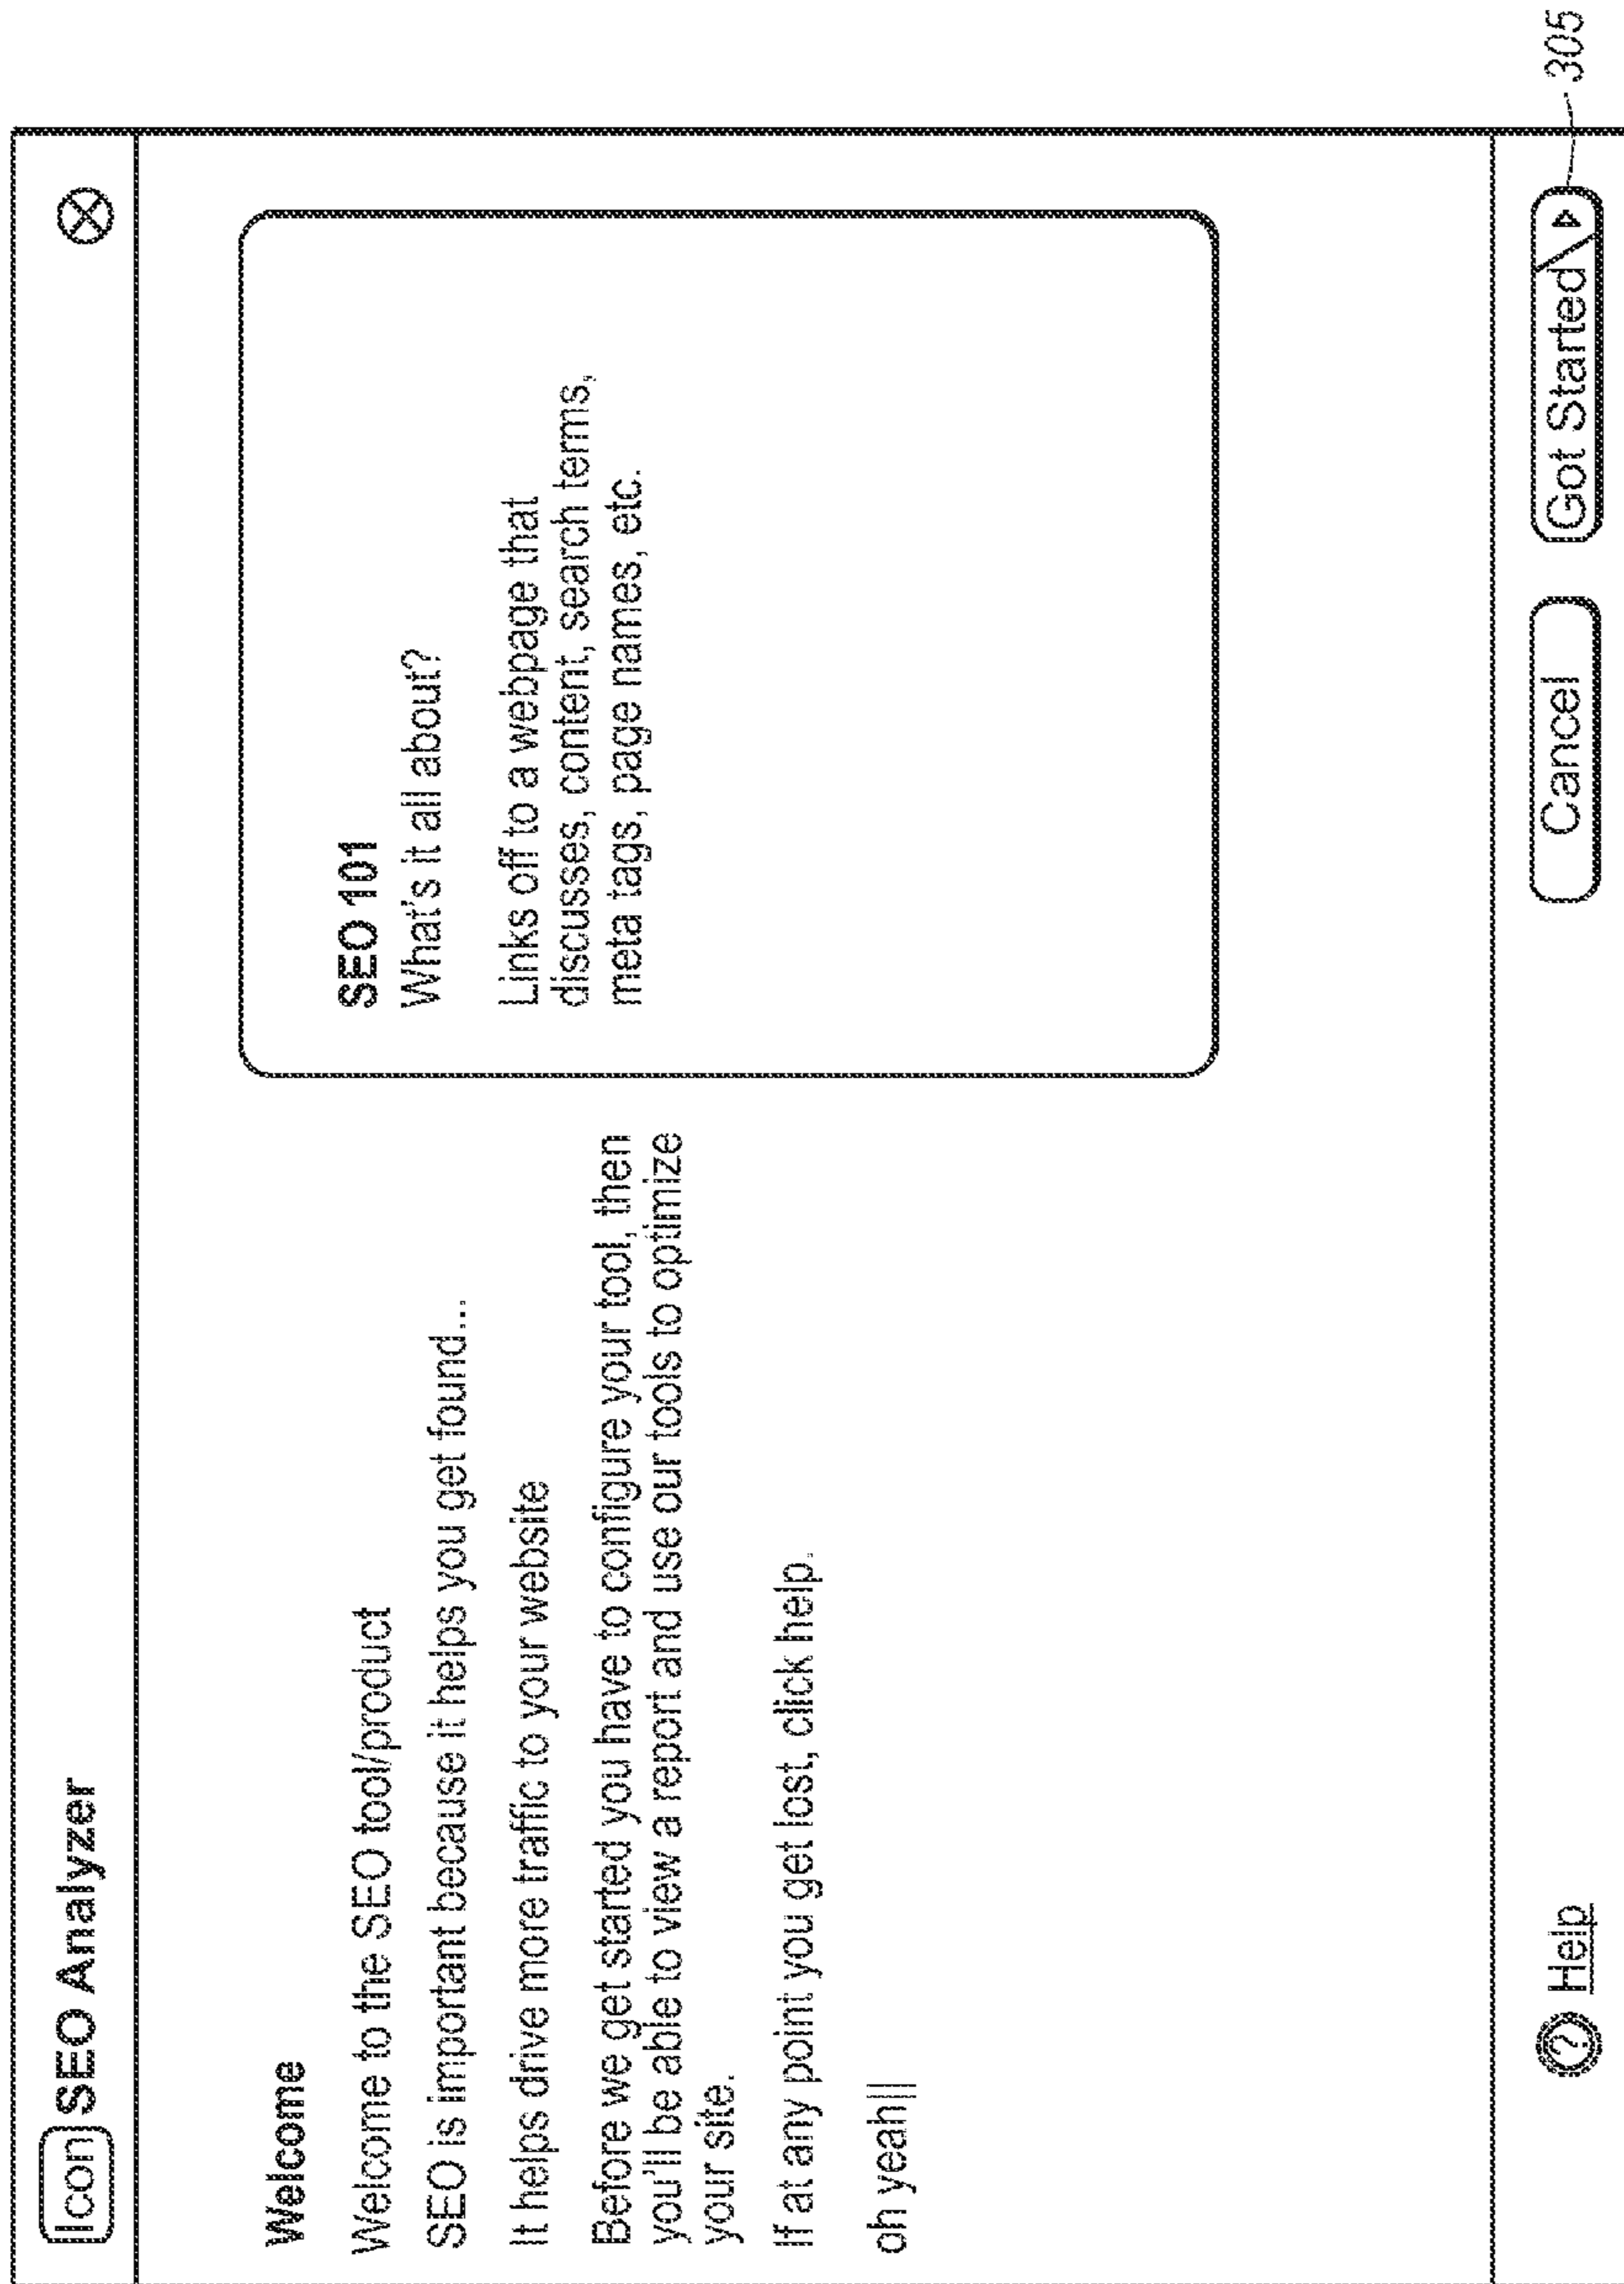 Icon SEO Analyzer
Welcome
Welcome to the SEO tool/product
SEO is important because it helps you get found...
It helps drive more traffic to your website
Before we get started you have to configure your tool, then
you'll be able to view a report and use our tools to optimize
your site.
If at any point you get lost, click help.
oh yeah||
SEO 101
What's it all about?
Links off to a webpage that
discusses, content, search terms,
meta tags, page names, etc.
? Help
Cancel
Got Started
305